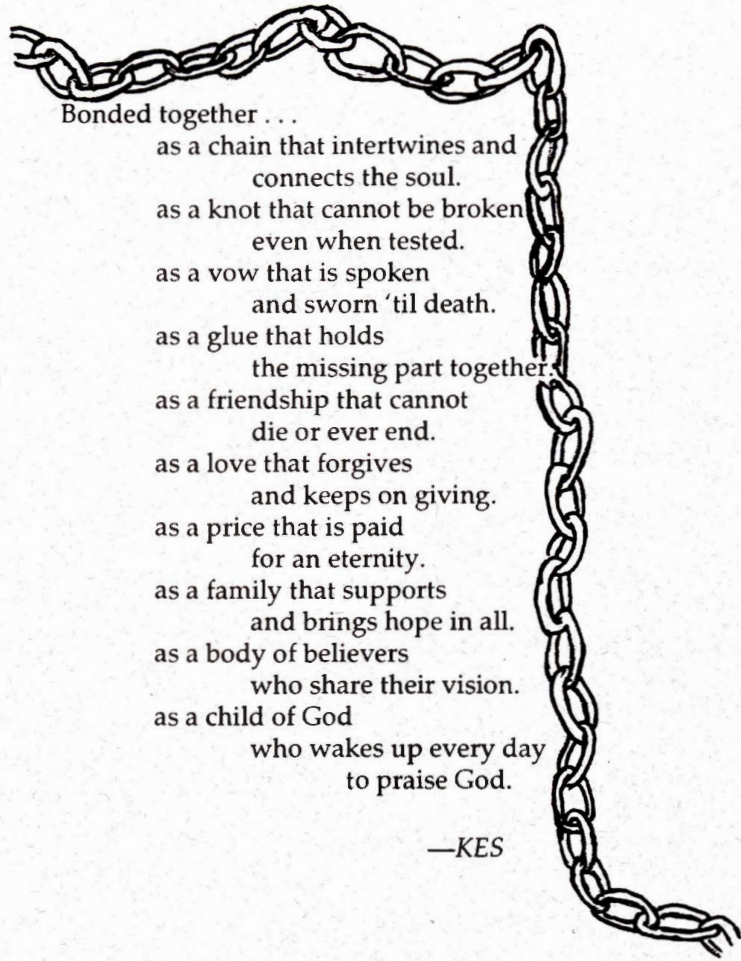 Bonded together . . .
as a chain that intertwines and
connects the soul.
as a knot that cannot be broken
even when tested.
as a vow that is spoken
and sworn ‘til death.
as a glue that holds
the missing part together.
as a friendship that cannot
die or ever end.
as a love that forgives
and keeps on giving.
as a price that is paid
for an eternity.
as a family that supports
and brings hope in all.
as a body of believers
who share their vision.
as a child of God
who wakes up every day
to praise God.
—KES